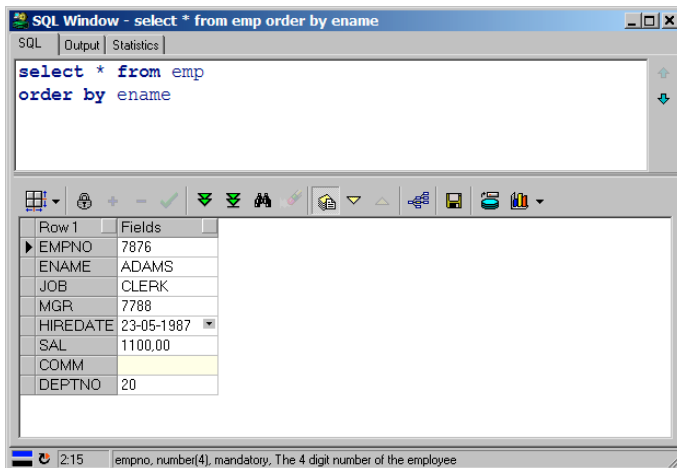 SQL Window - select * from emp order by ename
SQL Output Statistics
select * from emp
order by ename
Row 1 Fields
EMPNO 7876
ENAME ADAMS
JOB CLERK
MGR 7788
HIREDATE 23-05-1987
SAL 1100,00
COMM
DEPTNO 20
2:15 empno, number(4), mandatory, The 4 digit number of the employee